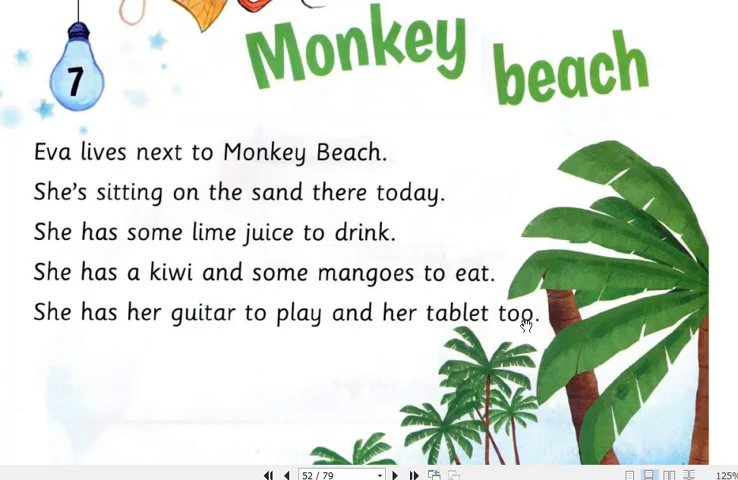 7
Monkey beach
Eva lives next to Monkey Beach.
She's sitting on the sand there today.
She has some lime juice to drink.
She has a kiwi and some mangoes to eat.
She has her guitar to play and her tablet too.
52 / 79
125%